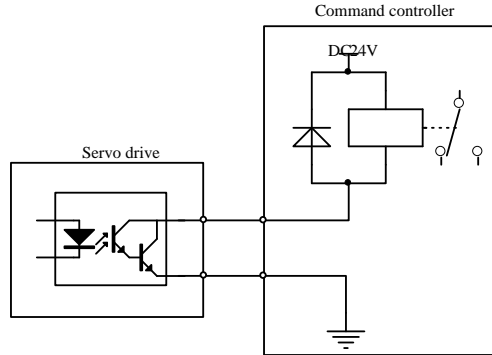 Command controller
DC24V
Servo drive